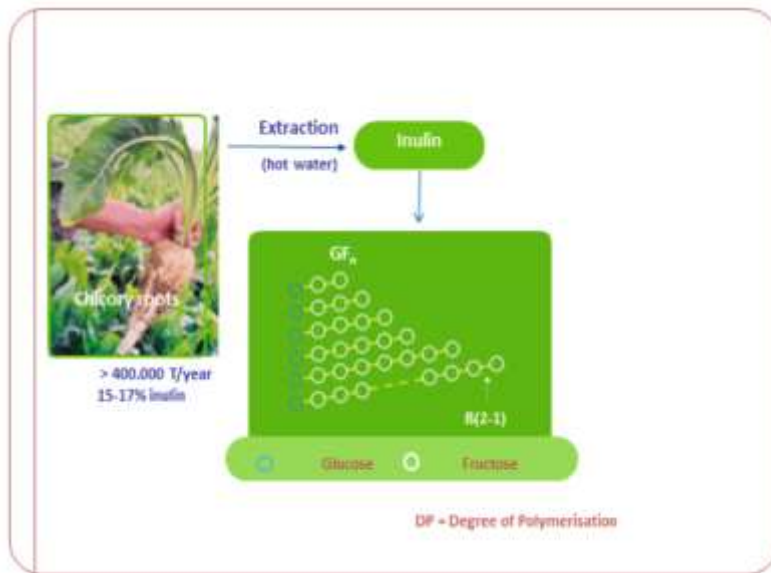 Extraction
(hot water)
Inulin
Chicory roots
> 400.000 T/year
15-17% inulin
GFn
B(2-1)
Glucose
Fructose
DP = Degree of Polymerisation